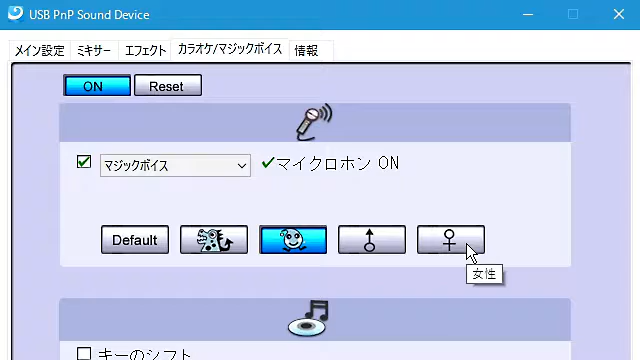 USB PnP Sound Device
メイン設定 ミキサー エフェクト カラオケ/マジックボイス 情報
ON Reset
マジックボイス マイクロホン ON
Default
女性
キーのシフト